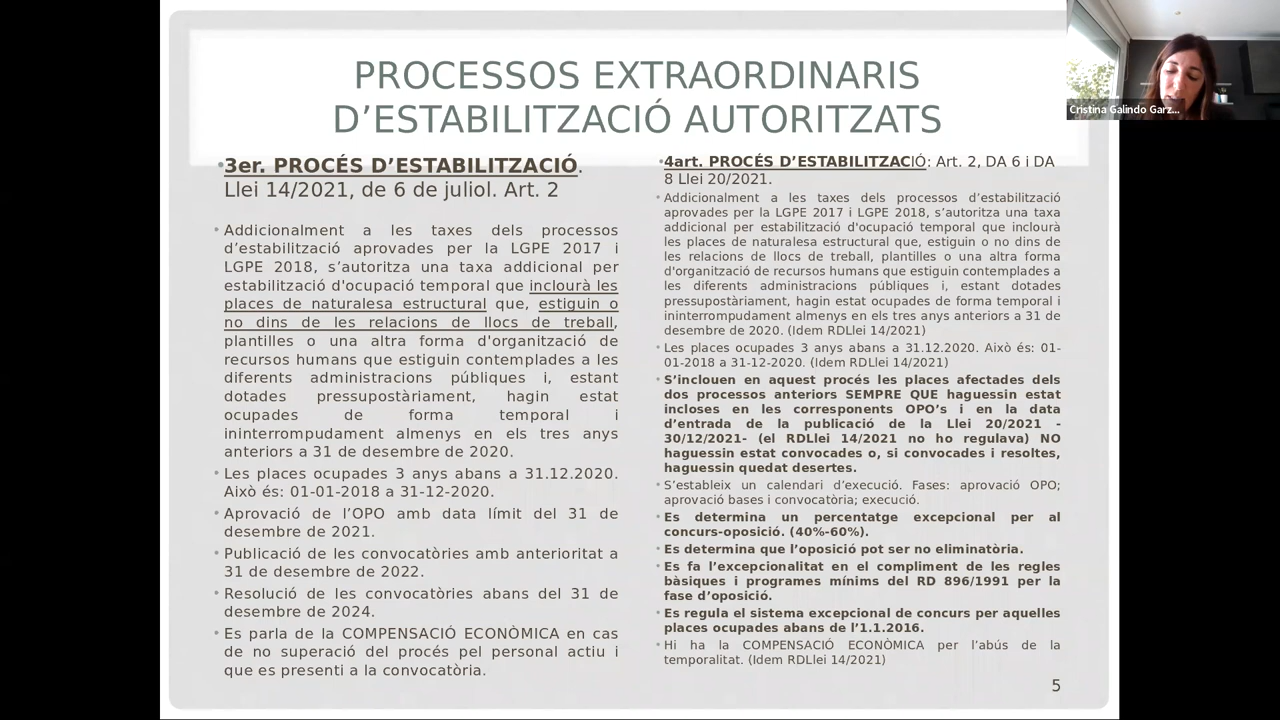 PROCESSOS EXTRAORDINARIS
D’ESTABILITZACIÓ AUTORITZATS
Cristina Galindo Garz...
•3er. PROCÉS D’ESTABILITZACIÓ.
Llei 14/2021, de 6 de juliol. Art. 2
• Addicionalment a les taxes dels processos
d’estabilització aprovades per la LGPE 2017 i
LGPE 2018, s’autoritza una taxa addicional per
estabilització d'ocupació temporal que inclourà les
places de naturalesa estructural que, estiguin o
no dins de les relacions de llocs de treball,
plantilles o una altra forma d'organització de
recursos humans que estiguin contemplades a les
diferents administracions públiques i, estant
dotades pressupostàriament, hagin estat
ocupades de forma temporal i
ininterrompudament almenys en els tres anys
anteriors a 31 de desembre de 2020.
• Les places ocupades 3 anys abans a 31.12.2020.
Això és: 01-01-2018 a 31-12-2020.
• Aprovació de l’OPO amb data límit del 31 de
desembre de 2021.
• Publicació de les convocatòries amb anterioritat a
31 de desembre de 2022.
• Resolució de les convocatòries abans del 31 de
desembre de 2024.
• Es parla de la COMPENSACIÓ ECONÒMICA en cas
de no superació del procés pel personal actiu i
que es presenti a la convocatòria.
•4art. PROCÉS D’ESTABILITZACIÓ: Art. 2, DA 6 i DA
8 Llei 20/2021.
• Addicionalment a les taxes dels processos d’estabilització
aprovades per la LGPE 2017 i LGPE 2018, s’autoritza una taxa
addicional per estabilització d'ocupació temporal que inclourà
les places de naturalesa estructural que, estiguin o no dins de
les relacions de llocs de treball, plantilles o una altra forma
d'organització de recursos humans que estiguin contemplades a
les diferents administracions públiques i, estant dotades
pressupostàriament, hagin estat ocupades de forma temporal i
ininterrompudament almenys en els tres anys anteriors a 31 de
desembre de 2020. (Idem RDLlei 14/2021)
• Les places ocupades 3 anys abans a 31.12.2020. Això és: 01-
01-2018 a 31-12-2020. (Idem RDLlei 14/2021)
• S’inclouen en aquest procés les places afectades dels
dos processos anteriors SEMPRE QUE haguessin estat
incloses en les corresponents OPO’s i en la data
d’entrada de la publicació de la Llei 20/2021 -
30/12/2021- (el RDLlei 14/2021 no ho regulava) NO
haguessin estat convocades o, si convocades i resoltes,
haguessin quedat desertes.
• S’estableix un calendari d’execució. Fases: aprovació OPO;
aprovació bases i convocatòria; execució.
• Es determina un percentatge excepcional per al
concurs-oposició. (40%-60%).
• Es determina que l’oposició pot ser no eliminatòria.
• Es fa l’excepcionalitat en el compliment de les regles
bàsiques i programes mínims del RD 896/1991 per la
fase d’oposició.
• Es regula el sistema excepcional de concurs per aquelles
places ocupades abans de l’1.1.2016.
• Hi ha la COMPENSACIÓ ECONÒMICA per l’abús de la
temporalitat. (Idem RDLlei 14/2021)
5